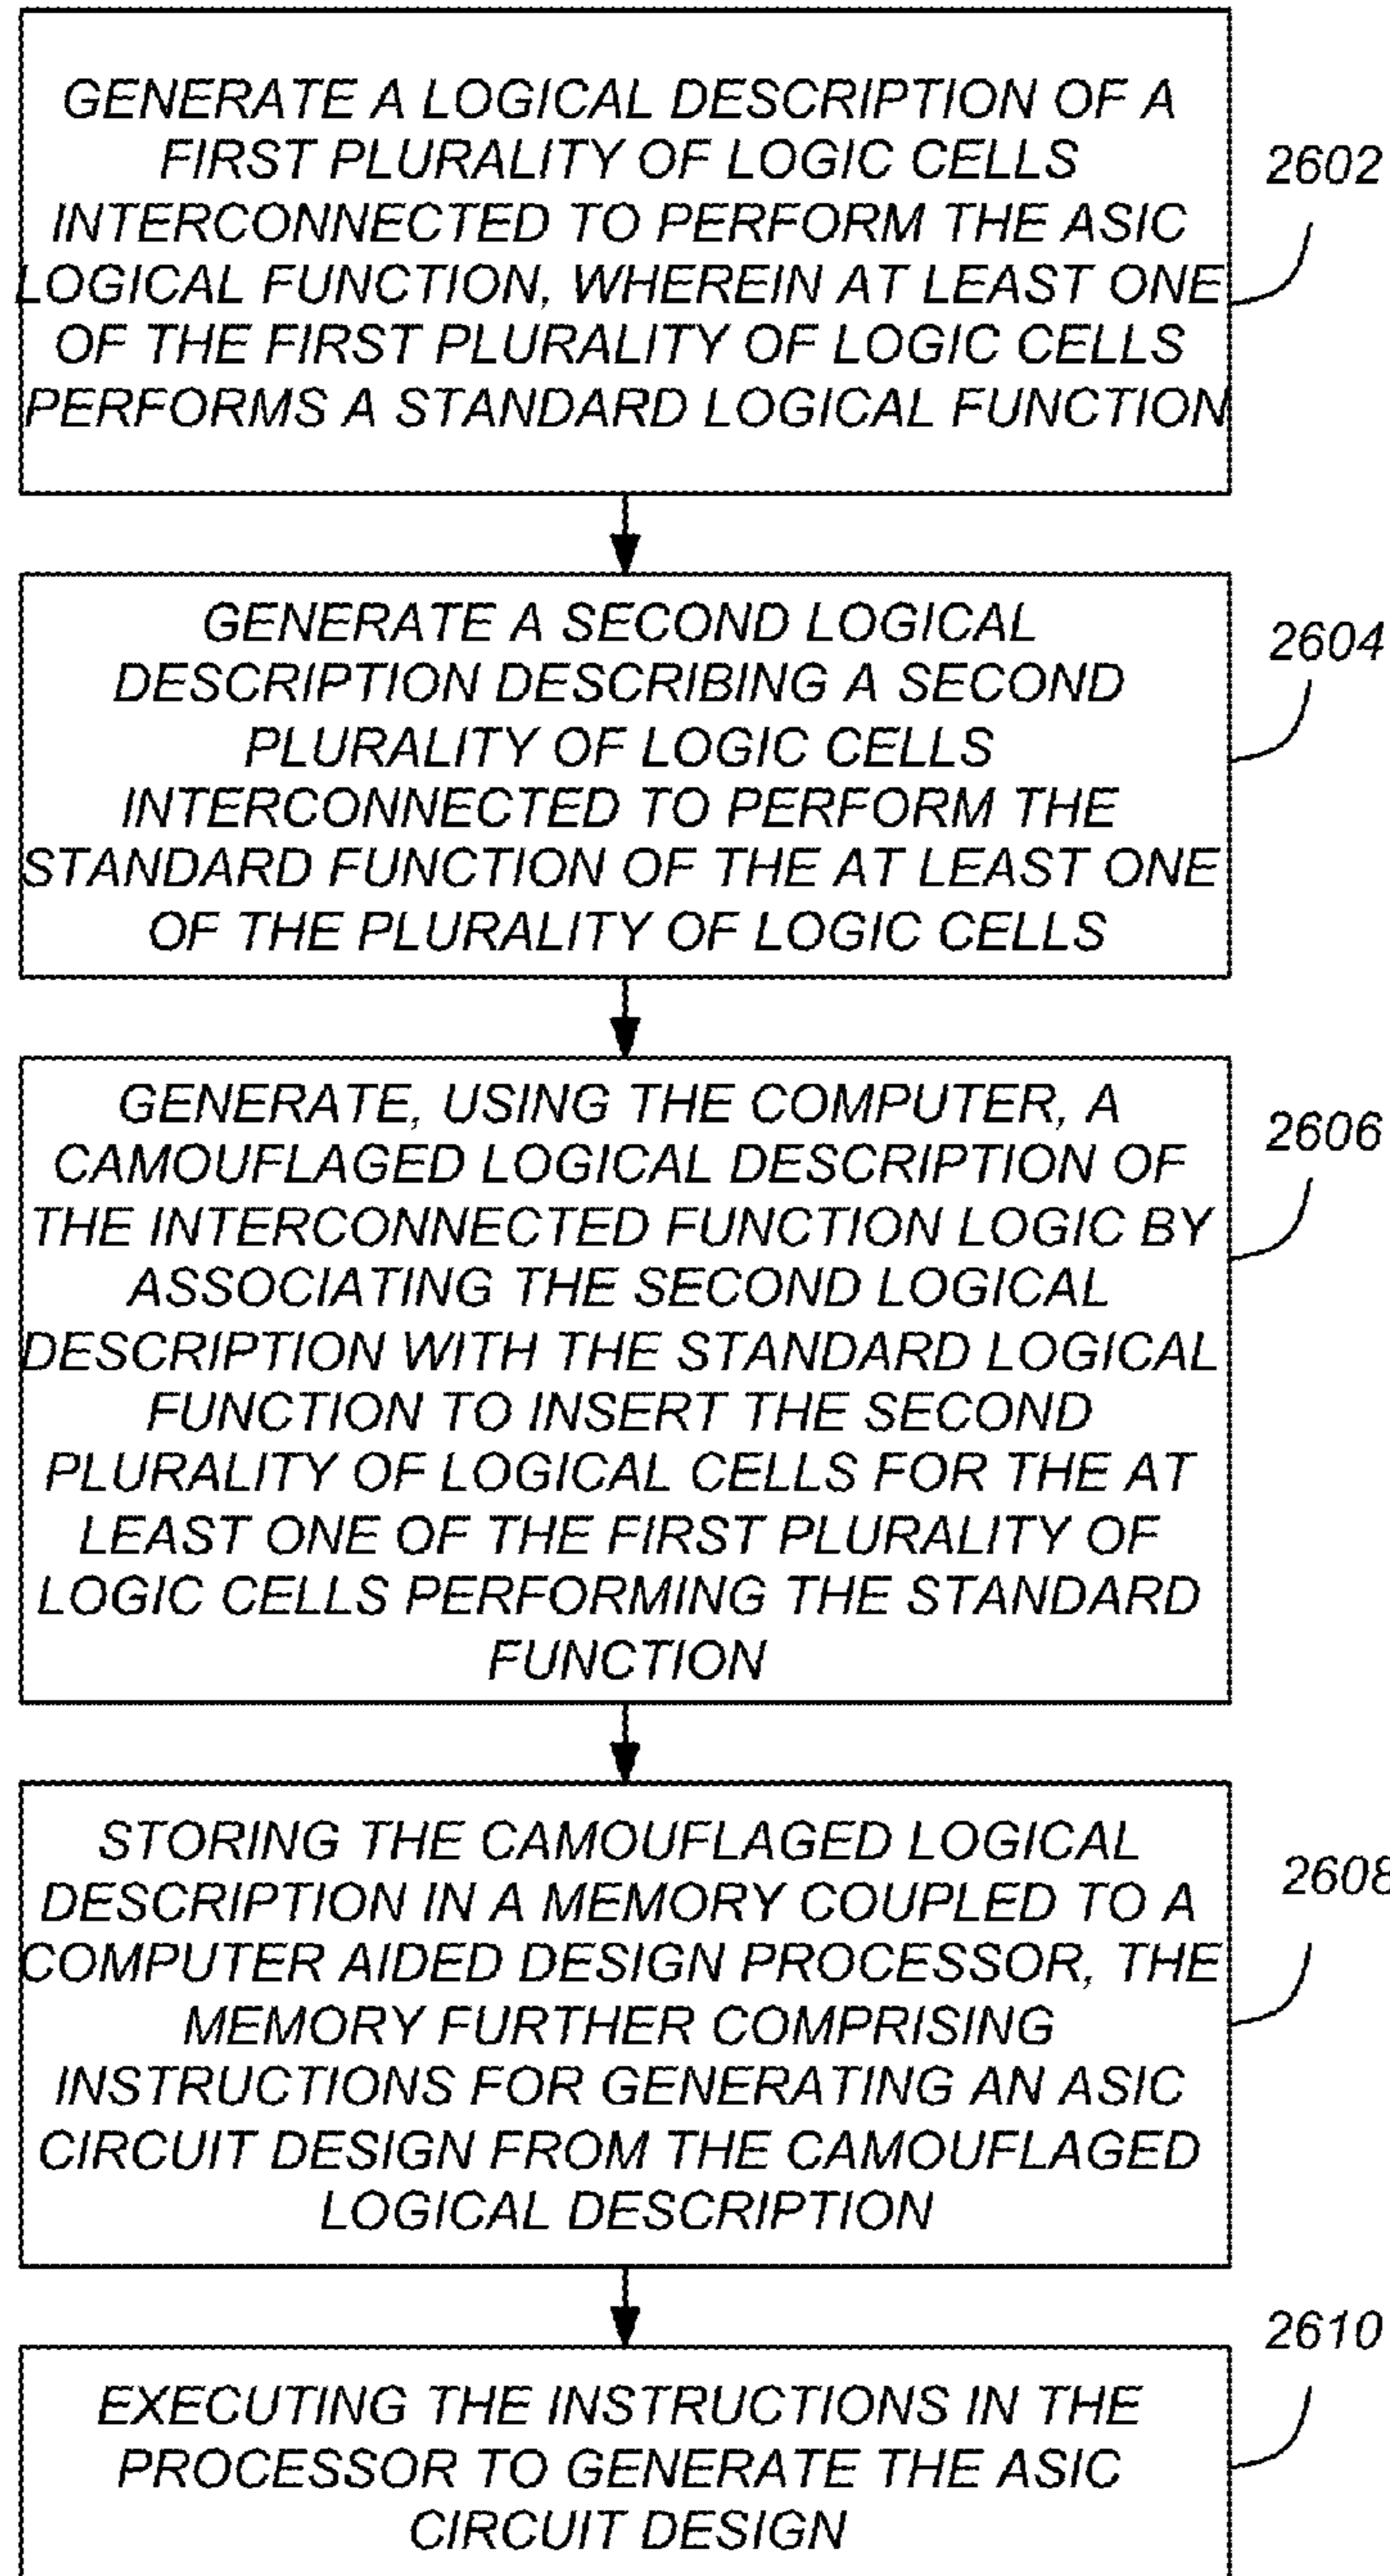 GENERATE A LOGICAL DESCRIPTION OF A
FIRST PLURALITY OF LOGIC CELLS
INTERCONNECTED TO PERFORM THE ASIC
LOGICAL FUNCTION, WHEREIN AT LEAST ONE
OF THE FIRST PLURALITY OF LOGIC CELLS
PERFORMS A STANDARD LOGICAL FUNCTION
2602
GENERATE A SECOND LOGICAL
DESCRIPTION DESCRIBING A SECOND
PLURALITY OF LOGIC CELLS
INTERCONNECTED TO PERFORM THE
STANDARD FUNCTION OF THE AT LEAST ONE
OF THE PLURALITY OF LOGIC CELLS
2604
GENERATE, USING THE COMPUTER, A
CAMOUFLAGED LOGICAL DESCRIPTION OF
THE INTERCONNECTED FUNCTION LOGIC BY
ASSOCIATING THE SECOND LOGICAL
DESCRIPTION WITH THE STANDARD LOGICAL
FUNCTION TO INSERT THE SECOND
PLURALITY OF LOGICAL CELLS FOR THE AT
LEAST ONE OF THE FIRST PLURALITY OF
LOGIC CELLS PERFORMING THE STANDARD
FUNCTION
2606
STORING THE CAMOUFLAGED LOGICAL
DESCRIPTION IN A MEMORY COUPLED TO A
COMPUTER AIDED DESIGN PROCESSOR, THE
MEMORY FURTHER COMPRISING
INSTRUCTIONS FOR GENERATING AN ASIC
CIRCUIT DESIGN FROM THE CAMOUFLAGED
LOGICAL DESCRIPTION
2608
EXECUTING THE INSTRUCTIONS IN THE
PROCESSOR TO GENERATE THE ASIC
CIRCUIT DESIGN
2610